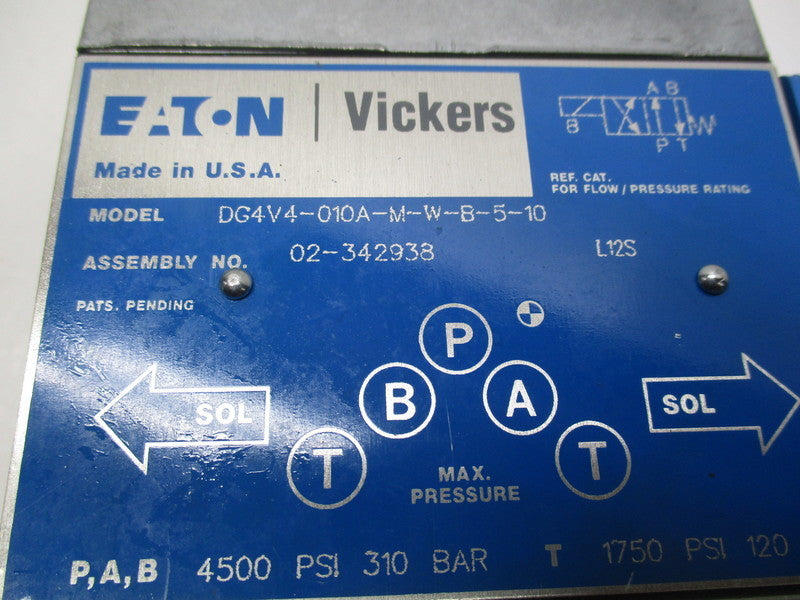 EATON | Vickers
Made in U.S.A.
A B
B
P T
REF. CAT.
FOR FLOW / PRESSURE RATING
MODEL DG4V4-010A-M-W-B-5-10
ASSEMBLY NO. 02-342938 L12S
PATS. PENDING
P
B A
SOL SOL
T T
MAX.
PRESSURE
P, A, B 4500 PSI 310 BAR T 1750 PSI 120